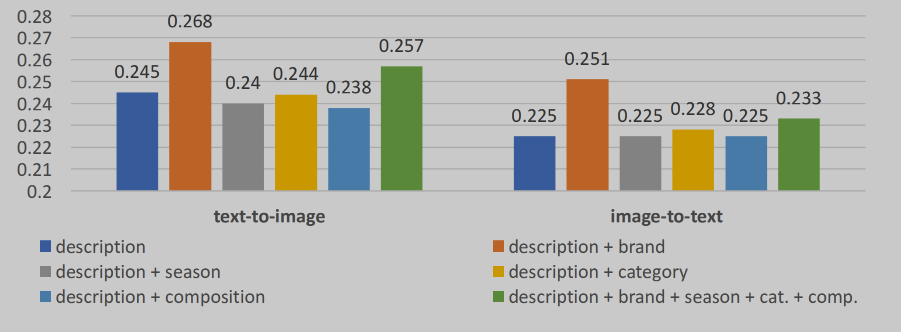 0.28
0.27
0.26
0.25
0.24
0.23
0.22
0.21
0.2
0.245
0.268
0.24
0.244
0.238
0.257
0.225
0.251
0.225
0.228
0.225
0.233
text-to-image
image-to-text
description
description + brand
description + season
description + category
description + composition
description + brand + season + cat. + comp.